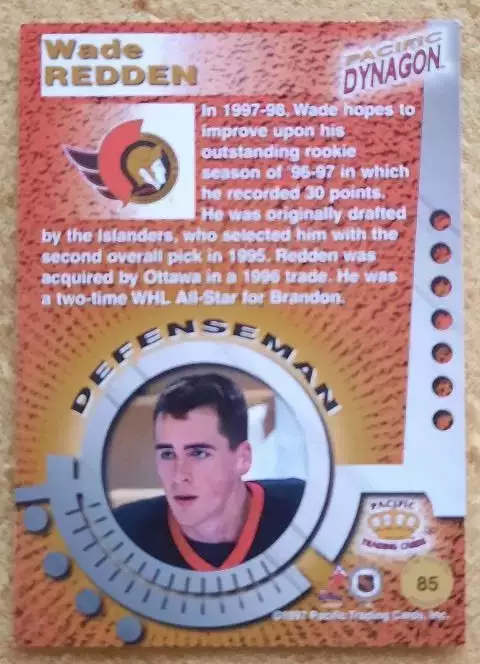 Wade
REDDEN
PACIFIC
DYNAGON
In 1997-98, Wade hopes to
improve upon his
outstanding rookie
season of '96-97 in which
he recorded 30 points.
He was originally drafted
by the Islanders, who selected him with the
second overall pick in 1995. Redden was
acquired by Ottawa in a 1996 trade. He was
a two-time WHL All-Star for Brandon.
DEFENSEMAN
PACIFIC
TRADING CARDS
85
©1997 Pacific Trading Cards, Inc.